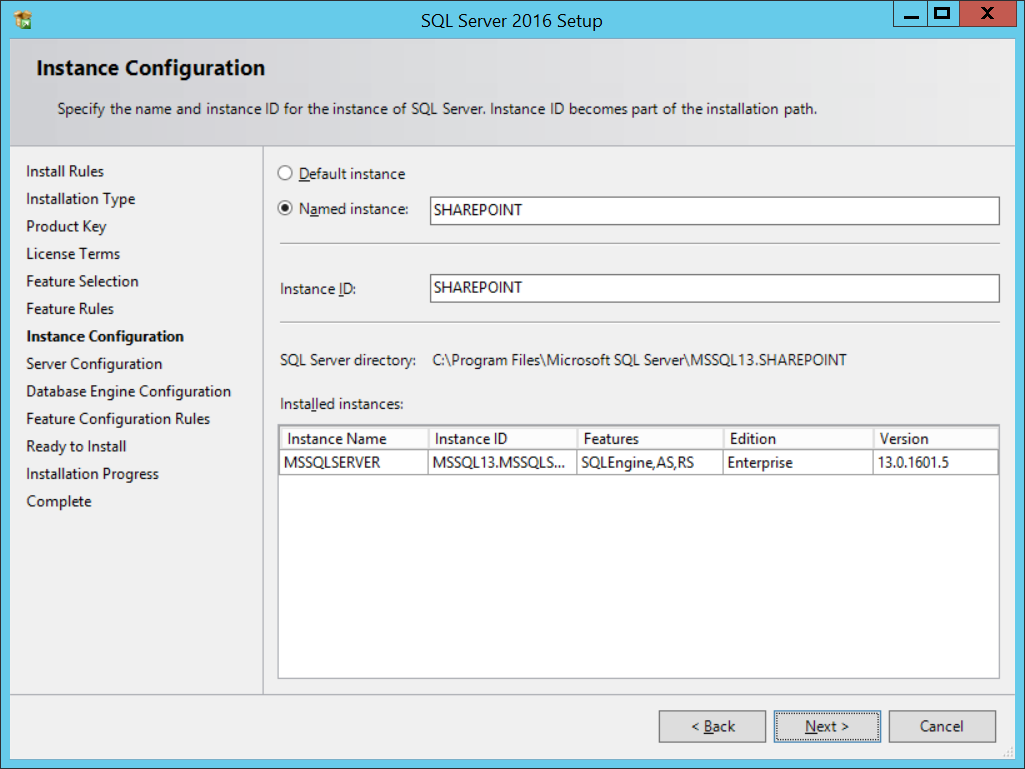 SQL Server 2016 Setup
Instance Configuration
Specify the name and instance ID for the instance of SQL Server. Instance ID becomes part of the installation path.
Install Rules
Installation Type
Product Key
License Terms
Feature Selection
Feature Rules
Instance Configuration
Server Configuration
Database Engine Configuration
Feature Configuration Rules
Ready to Install
Installation Progress
Complete
Default instance
Named instance: SHAREPOINT
Instance ID: SHAREPOINT
SQL Server directory: C:\Program Files\Microsoft SQL Server\MSSQL13.SHAREPOINT
Installed instances:
Instance Name Instance ID Features Edition Version
MSSQLSERVER MSSQL13.MSSQLS... SQLEngine,AS,RS Enterprise 13.0.1601.5
< Back Next > Cancel